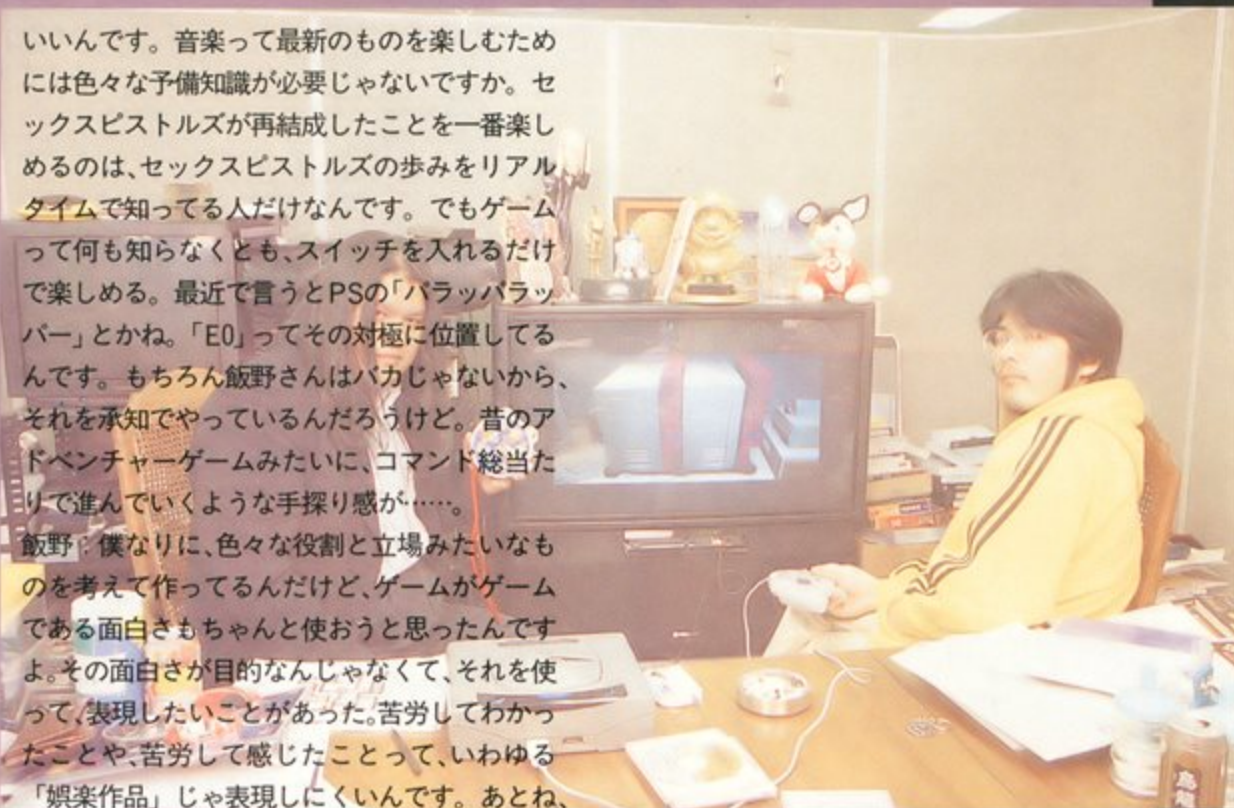 いいんです。音楽って最新のものを楽しむため
には色々な予備知識が必要じゃないですか。セ
ックスピストルズが再結成したことを一番楽し
めるのは、セックスピストルズの歩みをリアル
タイムで知ってる人だけなんです。でもゲーム
って何も知らなくとも、スイッチを入れるだけ
で楽しめる。最近で言うとPSの「パラッパラッ
パー」とかね。「E0」ってその対極に位置してる
んです。もちろん飯野さんはバカじゃないから、
それを承知でやっているんだろうけど。昔のア
ドベンチャーゲームみたいに、コマンド総当た
りで進んでいくような手探り感が……。
飯野：僕なりに、色々な役割と立場みたいなも
のを考えて作ってるんだけど、ゲームがゲーム
である面白さもちゃんと使おうと思ったんです
よ。その面白さが目的なんじゃなくて、それを使
って、表現したいことがあった。苦労してわかっ
たことや、苦労して感じたことって、いわゆる
「娯楽作品」じゃ表現しにくいんです。あとね、